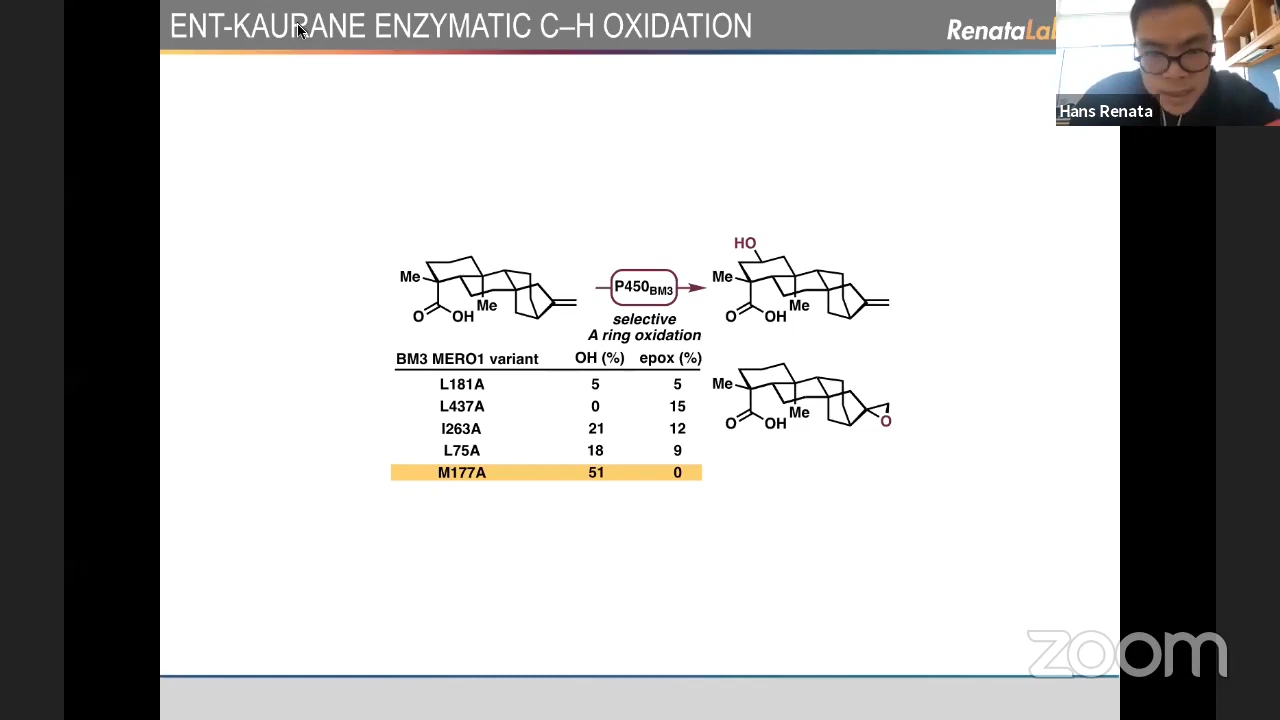 ENT-KAURANE ENZYMATIC C–H OXIDATION
RenataLab
Hans Renata
Me
O
OH
Me
P450BM3
selective
A ring oxidation
HO
Me
O
OH
Me
BM3 MERO1 variant OH (%) epox (%)
L181A 5 5
L437A 0 15
I263A 21 12
L75A 18 9
M177A 51 0
Me
O
OH
Me
O
zoom